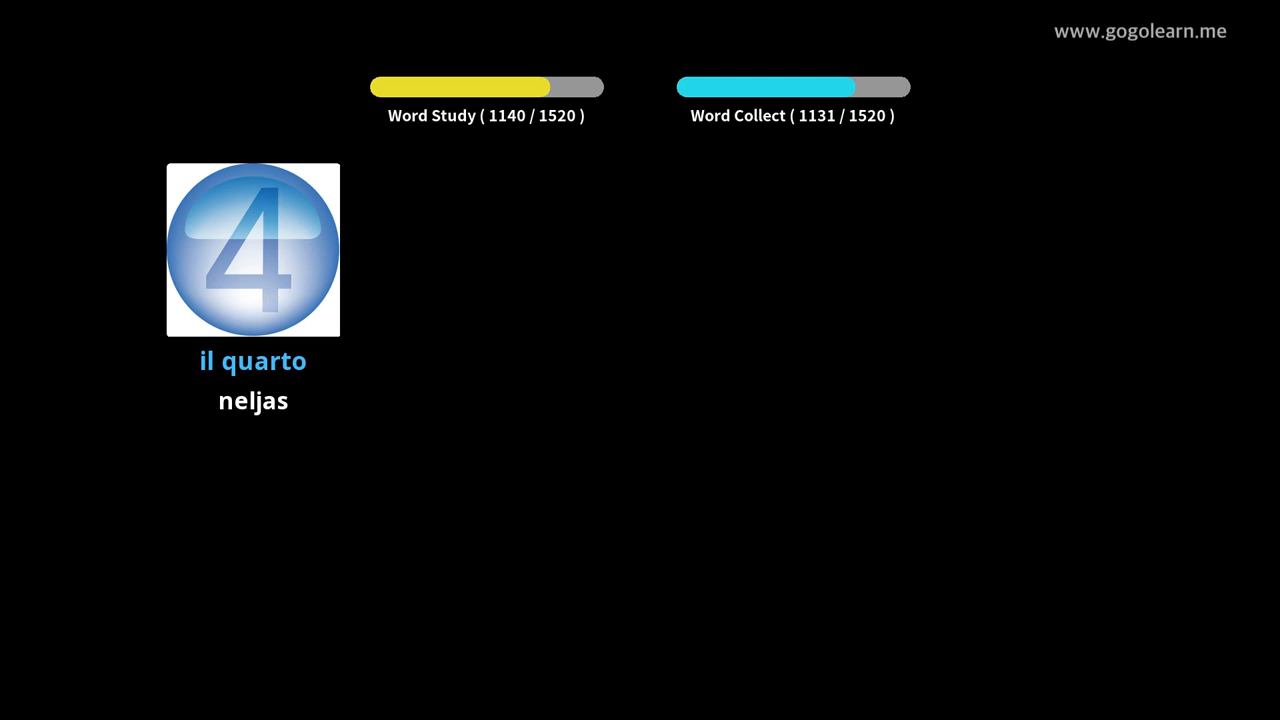 www.gogolearn.me
Word Study ( 1140 / 1520 )
Word Collect ( 1131 / 1520 )
4
il quarto
neljas